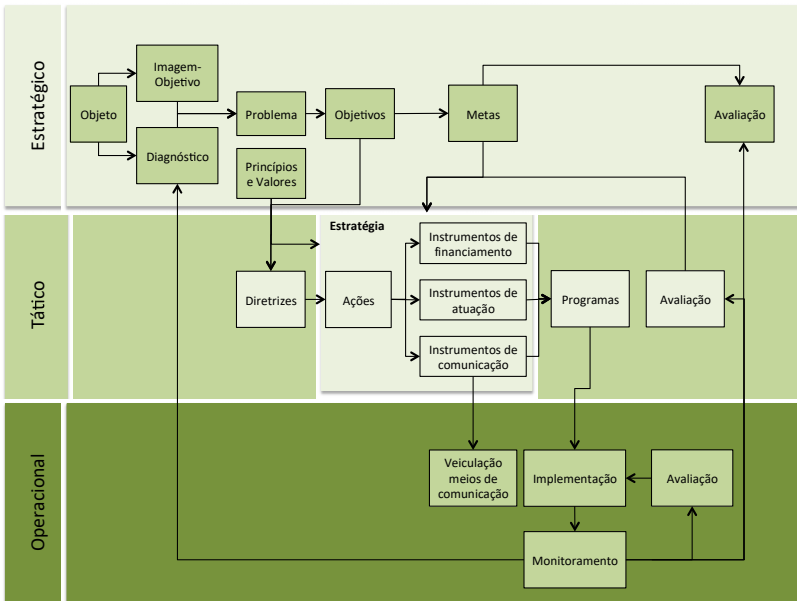 Estratégico
Imagem-
Objetivo
Objeto
Diagnóstico
Problema
Objetivos
Metas
Avaliação
Princípios
e Valores
Tático
Estratégia
Diretrizes
Ações
Instrumentos de
financiamento
Instrumentos de
atuação
Instrumentos de
comunicação
Programas
Avaliação
Operacional
Veiculação
meios de
comunicação
Implementação
Avaliação
Monitoramento